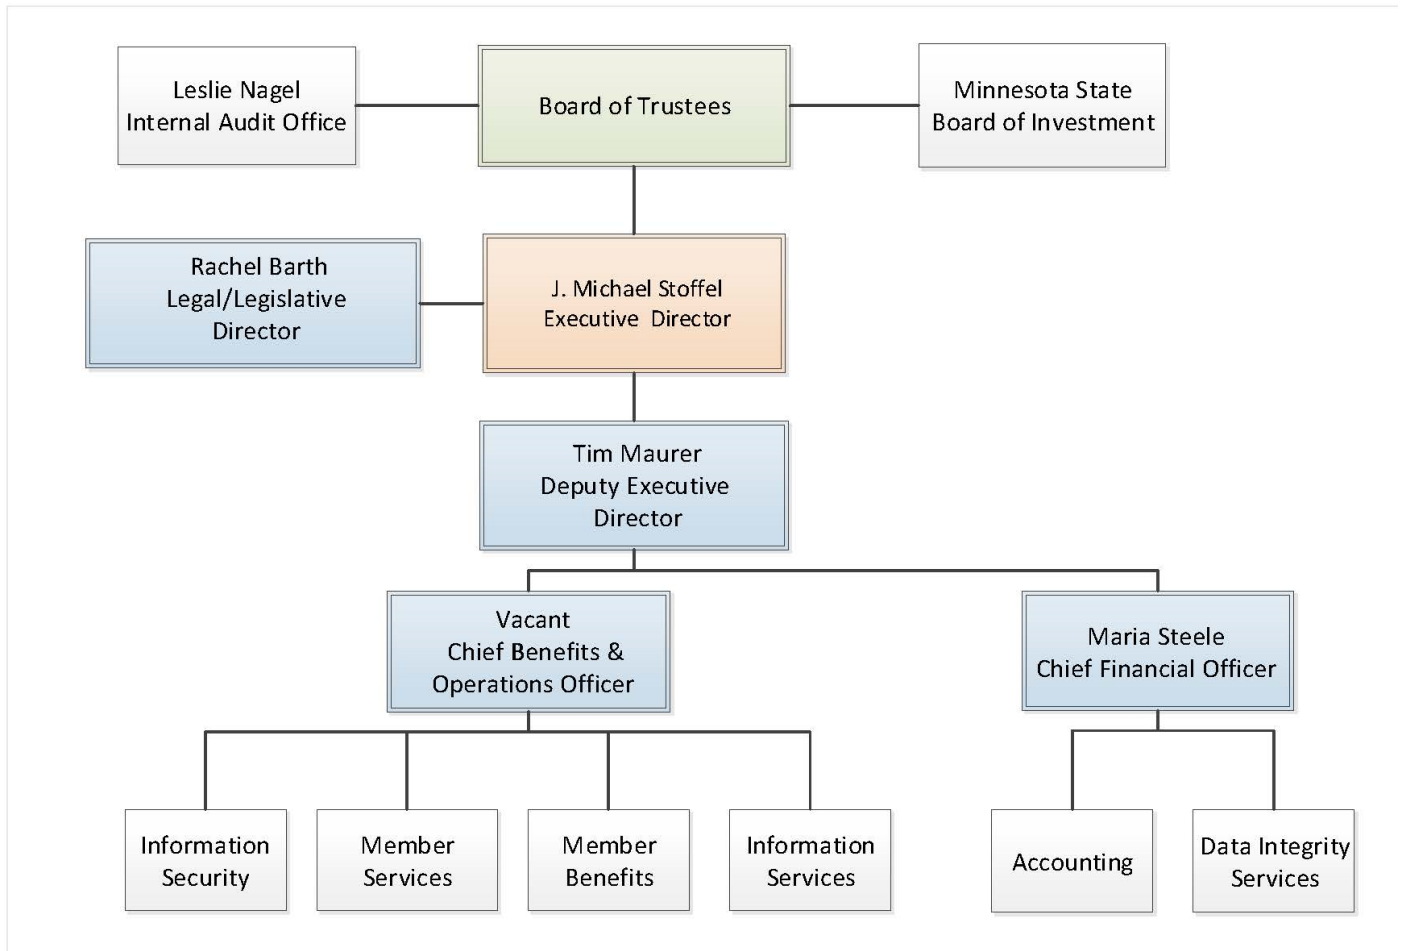 Leslie Nagel
Internal Audit Office
Board of Trustees
Minnesota State
Board of Investment
Rachel Barth
Legal/Legislative
Director
J. Michael Stoffel
Executive Director
Tim Maurer
Deputy Executive
Director
Vacant
Chief Benefits &
Operations Officer
Maria Steele
Chief Financial Officer
Information
Security
Member
Services
Member
Benefits
Information
Services
Accounting
Data Integrity
Services